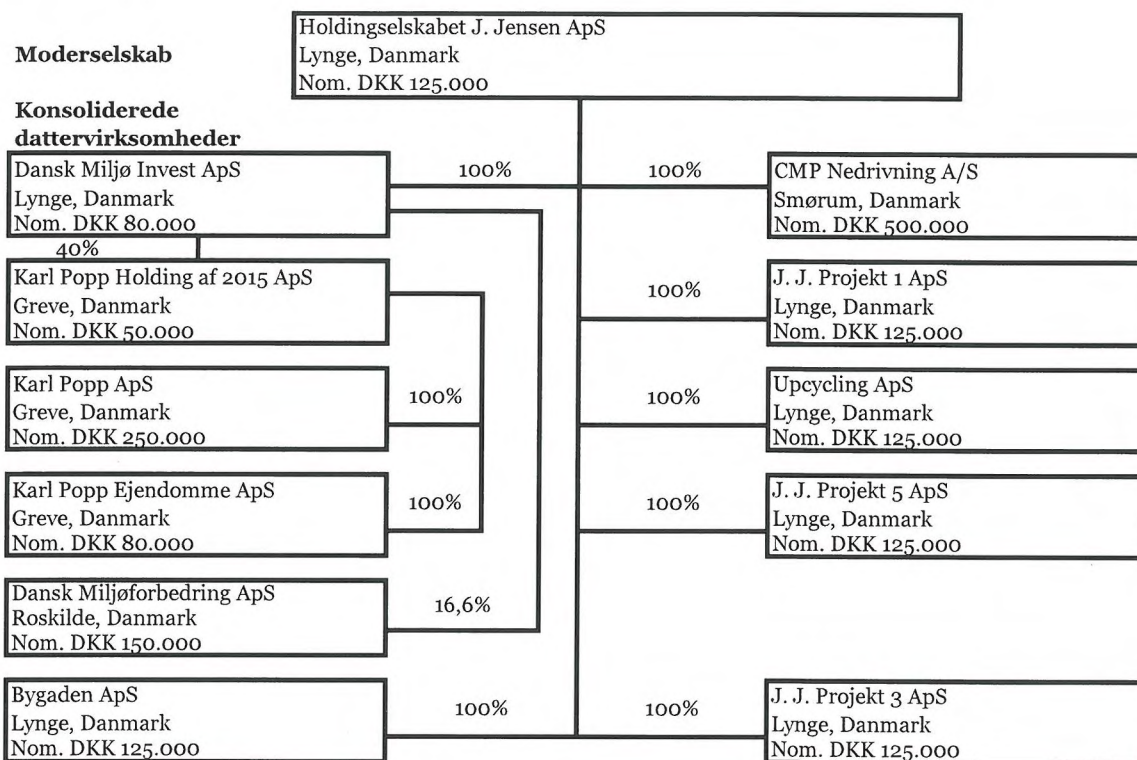 Moderselskab
Holdingselskabet J. Jensen ApS
Lynge, Danmark
Nom. DKK 125.000
Konsoliderede
dattervirksomheder
Dansk Miljø Invest ApS
Lynge, Danmark
Nom. DKK 80.000
100%
100%
CMP Nedrivning A/S
Smørum, Danmark
Nom. DKK 500.000
40%
Karl Popp Holding af 2015 ApS
Greve, Danmark
Nom. DKK 50.000
100%
J. J. Projekt 1 ApS
Lynge, Danmark
Nom. DKK 125.000
Karl Popp ApS
Greve, Danmark
Nom. DKK 250.000
100%
100%
Upcycling ApS
Lynge, Danmark
Nom. DKK 125.000
Karl Popp Ejendomme ApS
Greve, Danmark
Nom. DKK 80.000
100%
100%
J. J. Projekt 5 ApS
Lynge, Danmark
Nom. DKK 125.000
Dansk Miljøforbedring ApS
Roskilde, Danmark
Nom. DKK 150.000
16,6%
Bygaden ApS
Lynge, Danmark
Nom. DKK 125.000
100%
100%
J. J. Projekt 3 ApS
Lynge, Danmark
Nom. DKK 125.000